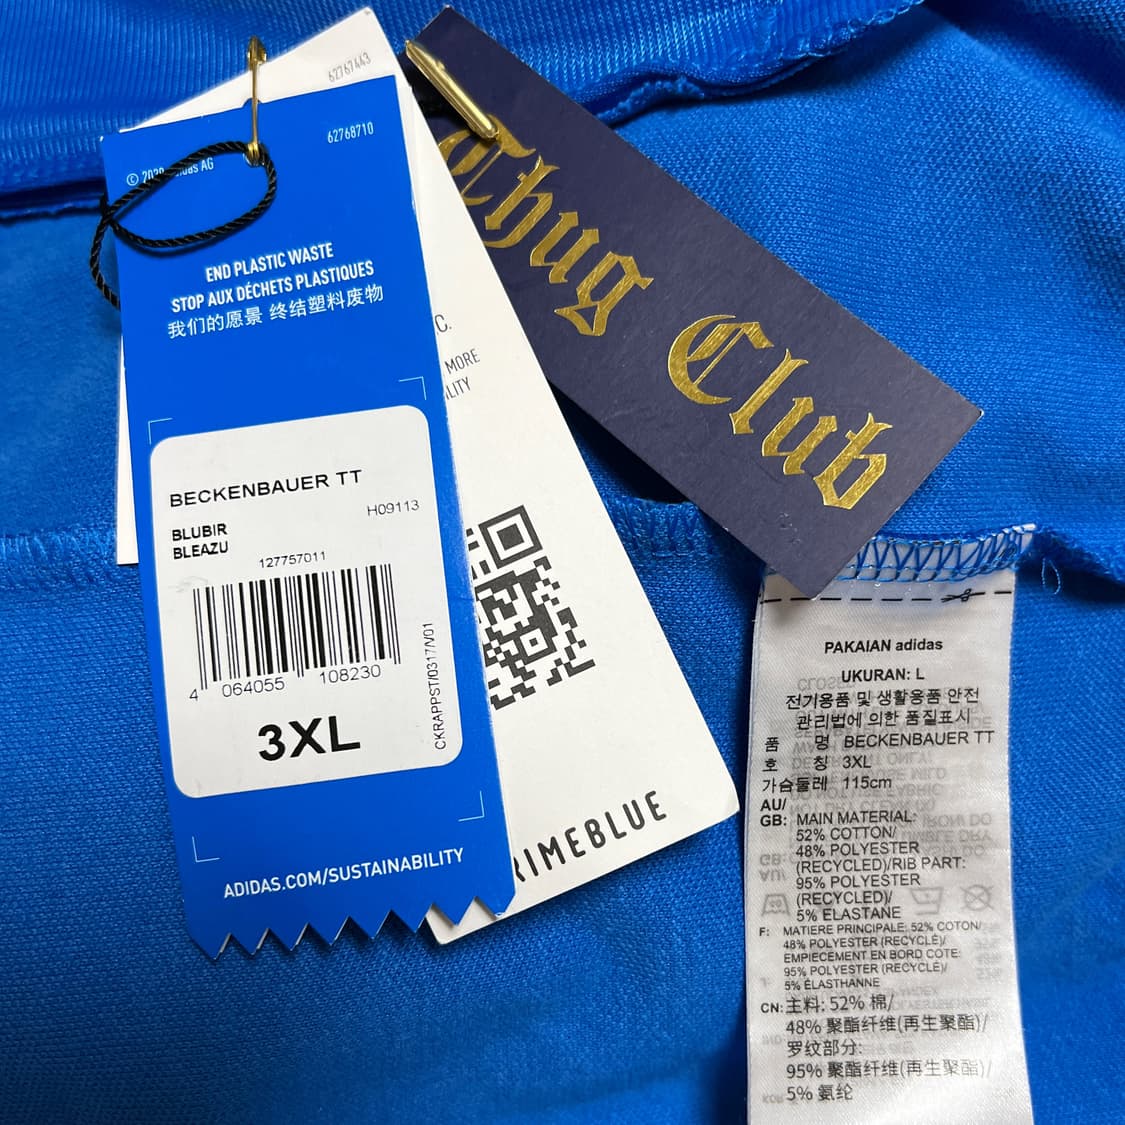 62767443
62768710
© 2020 adidas AG
END PLASTIC WASTE
STOP AUX DÉCHETS PLASTIQUES
我们的愿景 终结塑料废物
C.
MORE
BECKENBAUER TT
H09113
BLUBIR
BLEAZU
127757011
4 064055 108230
CKRAPPST/0317/V01
3XL
ADIDAS.COM/SUSTAINABILITY
RIMEBLUE
Thug Club
PAKAIAN adidas
UKURAN: L
전기용품 및 생활용품 안전
관리법에 의한 품질표시
품 명 BECKENBAUER TT
호 칭 3XL
가슴둘레 115cm
AU/
GB: MAIN MATERIAL:
52% COTTON/
48% POLYESTER
(RECYCLED)/RIB PART:
95% POLYESTER
(RECYCLED)/
5% ELASTANE
F: MATIERE PRINCIPALE: 52% COTON/
48% POLYESTER (RECYCLÉ)/
EMPIECEMENT EN BORD COTE:
95% POLYESTER (RECYCLÉ)/
5% ÉLASTHANNE
CN: 主料: 52% 棉/
48% 聚酯纤维(再生聚酯)/
罗纹部分:
95% 聚酯纤维(再生聚酯)/
5% 氨纶